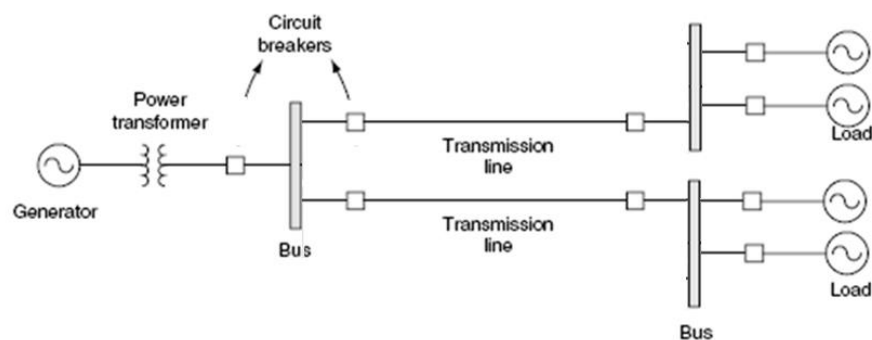 Circuit
breakers
Power
transformer
Load
Transmission
line
Generator
Transmission
line
Bus
Load
Bus